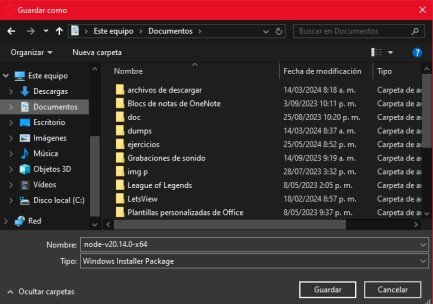 Guardar como
Este equipo > Documentos >
Buscar en Documentos
Organizar
Nueva carpeta
Este equipo
Descargas
Documentos
Escritorio
Imágenes
Música
Objetos 3D
Vídeos
Disco local (C:)
Red
Nombre Fecha de modificación Tipo
archivos de descargar 14/03/2024 8:18 a. m. Carpeta de a
Blocs de notas de OneNote 3/09/2023 10:11 p. m. Carpeta de a
doc 25/08/2023 10:20 p. m. Carpeta de a
dumps 14/03/2024 8:37 a. m. Carpeta de a
ejercicios 25/05/2024 8:52 p. m. Carpeta de a
Grabaciones de sonido 14/09/2023 9:19 a. m. Carpeta de a
img p 28/07/2023 3:32 p. m. Carpeta de a
League of Legends 8/05/2023 2:05 p. m. Carpeta de a
LetsView 18/02/2024 8:57 p. m. Carpeta de a
Plantillas personalizadas de Office 8/05/2023 9:37 p. m. Carpeta de a
Nombre: node-v20.14.0-x64
Tipo: Windows Installer Package
Ocultar carpetas
Guardar
Cancelar